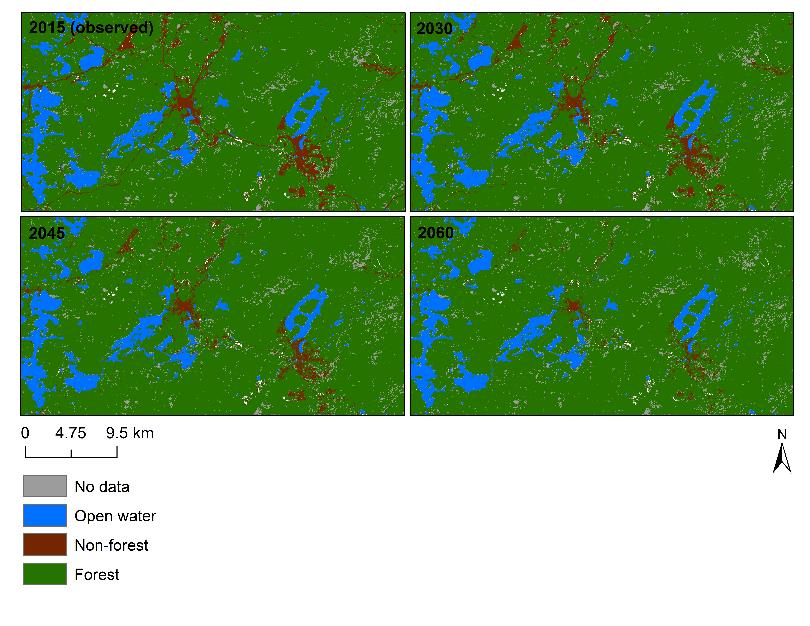 2015 (observed)
2030
2045
2060
0 4.75 9.5 km
N
No data
Open water
Non-forest
Forest